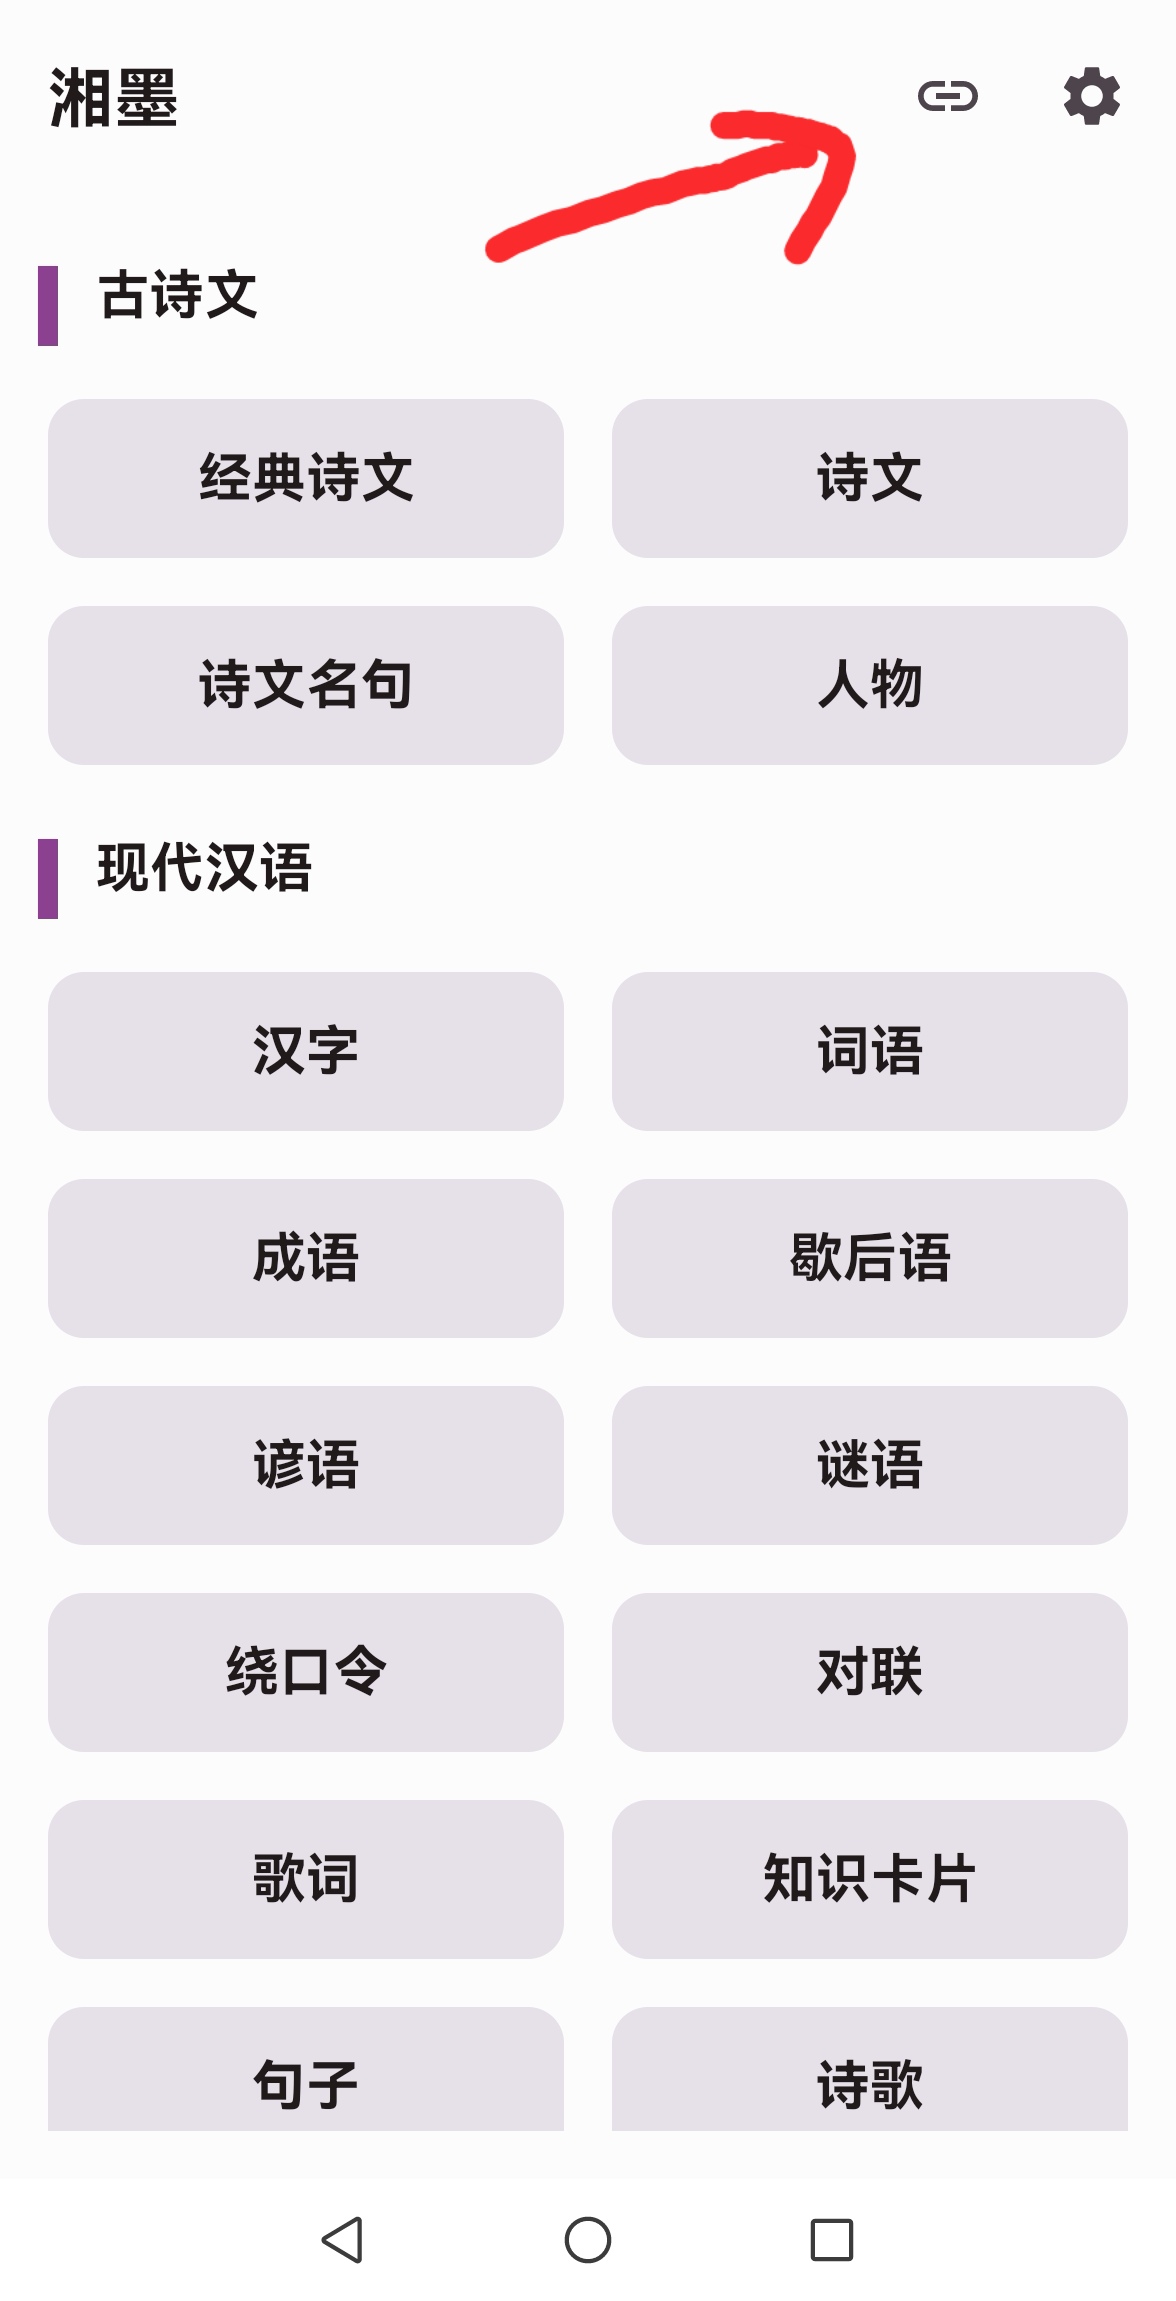 湘墨
古诗文
经典诗文 诗文
诗文名句 人物
现代汉语
汉字 词语
成语 歇后语
谚语 谜语
绕口令 对联
歌词 知识卡片
句子 诗歌